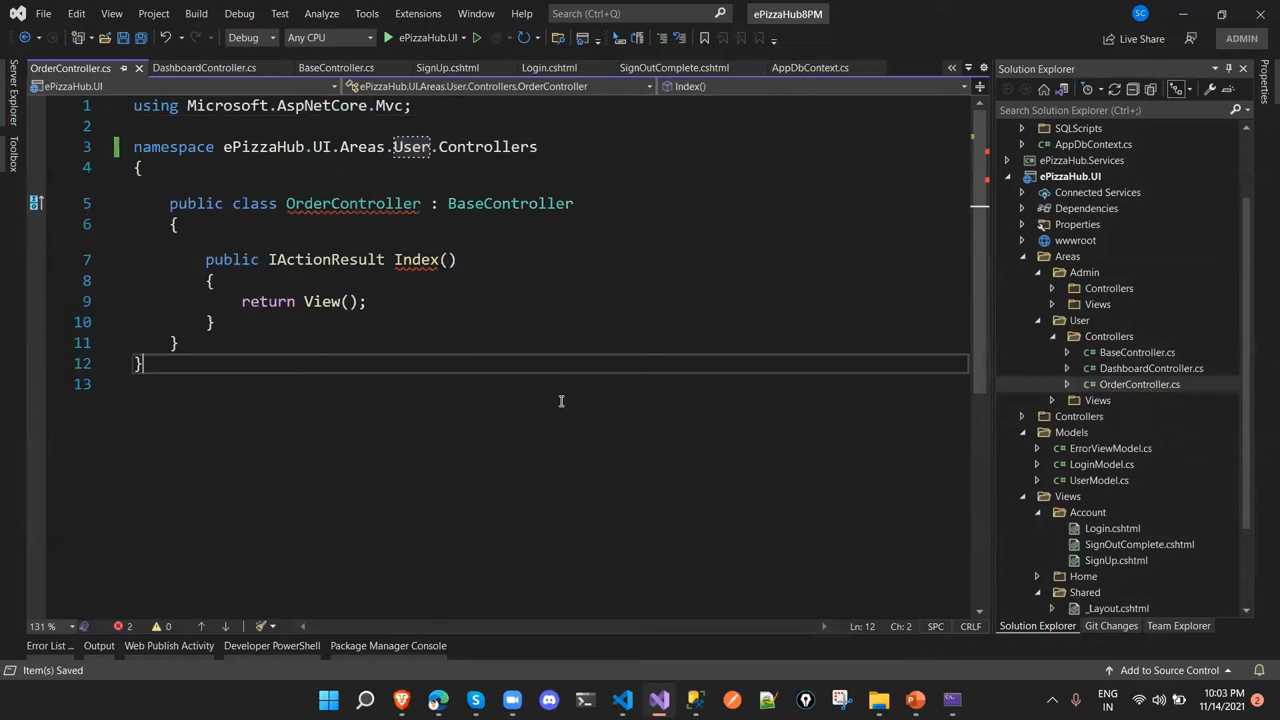 File Edit View Project Build Debug Test Analyze Tools Extensions Window Help Search (Ctrl+Q) ePizzaHub8PM SC
Debug Any CPU ePizzaHub.UI Live Share ADMIN
OrderController.cs DashboardController.cs BaseController.cs SignUp.cshtml Login.cshtml SignOutComplete.cshtml AppDbContext.cs
ePizzaHub.UI ePizzaHub.UI.Areas.User.Controllers.OrderController Index()
Server Explorer
Toolbox
1 using Microsoft.AspNetCore.Mvc;
2
3 namespace ePizzaHub.UI.Areas.User.Controllers
4 {
5 public class OrderController : BaseController
6 {
7 public IActionResult Index()
8 {
9 return View();
10 }
11 }
12 }
13
131 % 2 0 Ln: 12 Ch: 2 SPC CRLF
Error List ... Output Web Publish Activity Developer PowerShell Package Manager Console
Solution Explorer
Search Solution Explorer (Ctrl+;)
SQLScripts
AppDbContext.cs
ePizzaHub.Services
ePizzaHub.UI
Connected Services
Dependencies
Properties
wwwroot
Areas
Admin
Controllers
Views
User
Controllers
BaseController.cs
DashboardController.cs
OrderController.cs
Views
Controllers
Models
ErrorViewModel.cs
LoginModel.cs
UserModel.cs
Views
Account
Login.cshtml
SignOutComplete.cshtml
SignUp.cshtml
Home
Shared
_Layout.cshtml
Solution Explorer Git Changes Team Explorer
Properties
Item(s) Saved Add to Source Control
ENG
IN
10:03 PM
11/14/2021
2